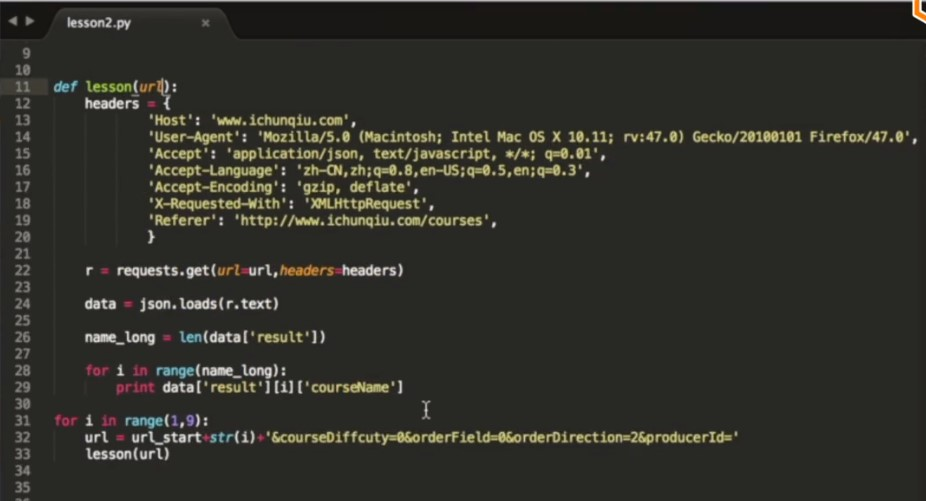 lesson2.py ×
9
10
11 def lesson(url):
12 headers = {
13 'Host': 'www.ichunqiu.com',
14 'User-Agent': 'Mozilla/5.0 (Macintosh; Intel Mac OS X 10.11; rv:47.0) Gecko/20100101 Firefox/47.0',
15 'Accept': 'application/json, text/javascript, */*; q=0.01',
16 'Accept-Language': 'zh-CN,zh;q=0.8,en-US;q=0.5,en;q=0.3',
17 'Accept-Encoding': 'gzip, deflate',
18 'X-Requested-With': 'XMLHttpRequest',
19 'Referer': 'http://www.ichunqiu.com/courses',
20 }
21
22 r = requests.get(url=url,headers=headers)
23
24 data = json.loads(r.text)
25
26 name_long = len(data['result'])
27
28 for i in range(name_long):
29 print data['result'][i]['courseName']
30
31 for i in range(1,9):
32 url = url_start+str(i)+'&courseDiffcuty=0&orderField=0&orderDirection=2&producerId='
33 lesson(url)
34
35